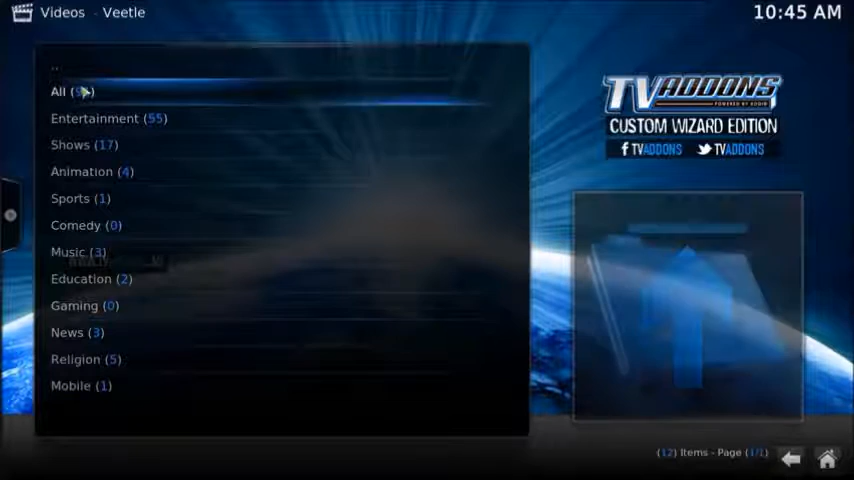 Videos - Veetle
10:45 AM
..
All
Entertainment (55)
Shows (17)
Animation (4)
Sports (1)
Comedy (0)
Music (3)
Education (2)
Gaming (0)
News (3)
Religion (5)
Mobile (1)
TVADDONS
CUSTOM WIZARD EDITION
TVADDONS TVADDONS
(12) Items - Page (1/1)